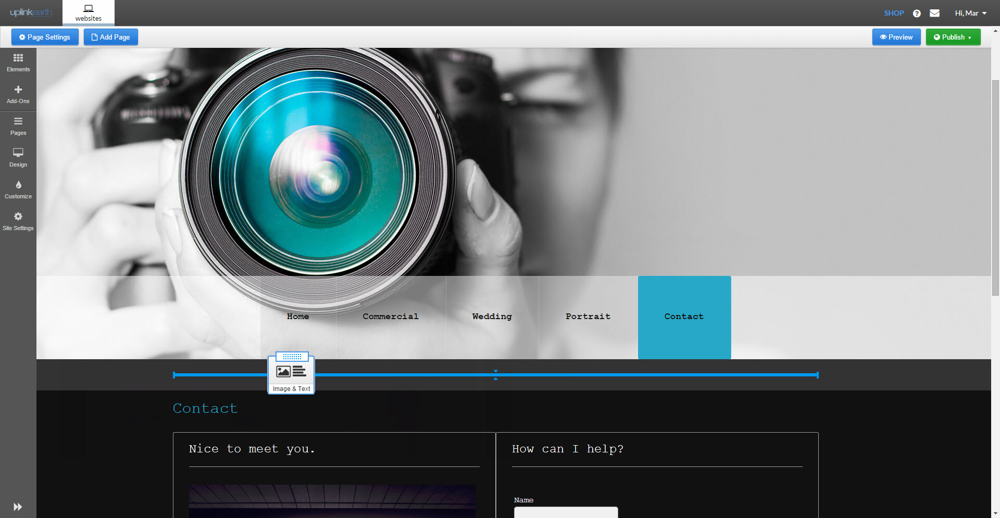 uplinkearth
websites
SHOP
Hi, Mar
Page Settings
Add Page
Preview
Publish
Elements
Add-Ons
Pages
Design
Customize
Site Settings
Home
Commercial
Wedding
Portrait
Contact
Image & Text
Contact
Nice to meet you.
How can I help?
Name